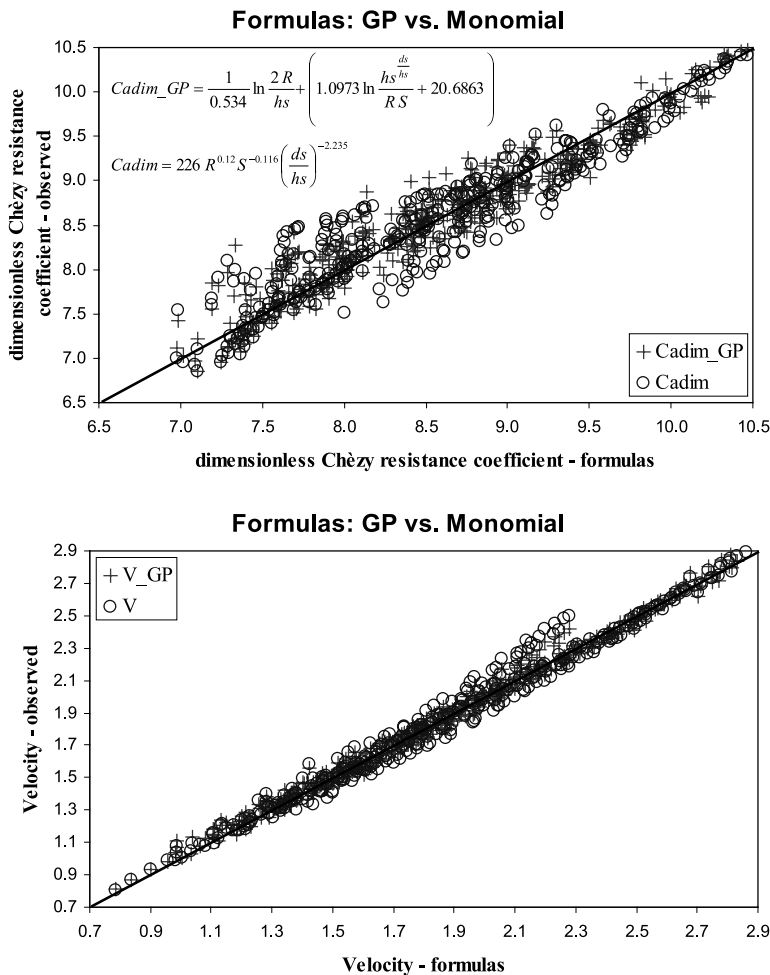 Formulas: GP vs. Monomial
10.5
10.0
9.5
9.0
8.5
8.0
7.5
7.0
6.5
dimensionless Chèzy resistance
coefficient - observed
Cadim_GP = 1/0.534 ln 2 R/hs + (1.0973 ln hs^(ds/hs)/R S + 20.6863)
Cadim = 226 R^0.12 S^-0.116 (ds/hs)^-2.235
Cadim_GP
Cadim
6.5 7.0 7.5 8.0 8.5 9.0 9.5 10.0 10.5
dimensionless Chèzy resistance coefficient - formulas
Formulas: GP vs. Monomial
2.9
2.7
2.5
2.3
2.1
1.9
1.7
1.5
1.3
1.1
0.9
0.7
Velocity - observed
V_GP
V
0.7 0.9 1.1 1.3 1.5 1.7 1.9 2.1 2.3 2.5 2.7 2.9
Velocity - formulas